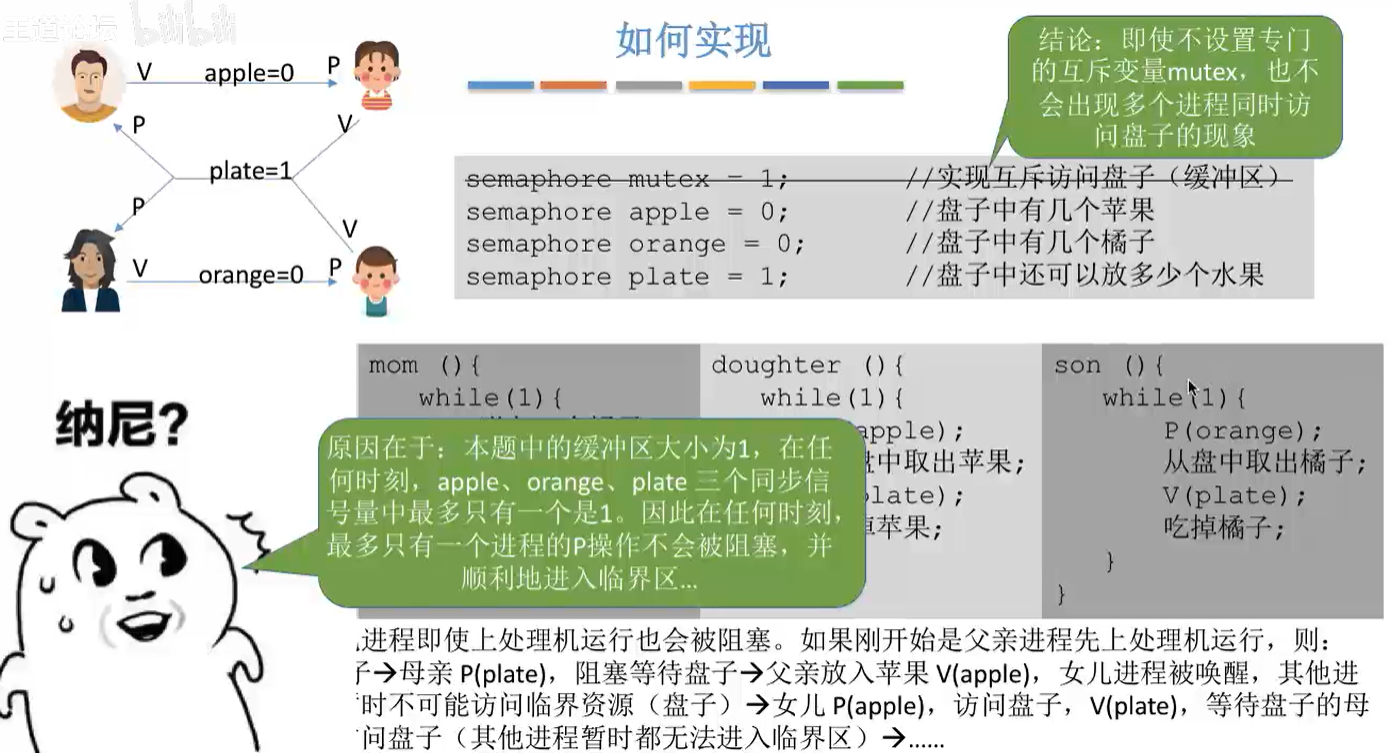 王道论坛 bilibili
如何实现
结论：即使不设置专门
的互斥变量mutex，也不
会出现多个进程同时访
问盘子的现象
V apple=0 P
P V
plate=1
P V
V orange=0 P
semaphore mutex = 1; //实现互斥访问盘子（缓冲区）
semaphore apple = 0; //盘子中有几个苹果
semaphore orange = 0; //盘子中有几个橘子
semaphore plate = 1; //盘子中还可以放多少个水果
mom (){
while(1){
doughter (){
while(1){
apple);
盘中取出苹果;
plate);
掉苹果;
son (){
while(1){
P(orange);
从盘中取出橘子;
V(plate);
吃掉橘子;
}
}
纳尼?
原因在于：本题中的缓冲区大小为1，在任
何时刻，apple、orange、plate 三个同步信
号量中最多只有一个是1。因此在任何时刻，
最多只有一个进程的P操作不会被阻塞，并
顺利地进入临界区...
进程即使上处理机运行也会被阻塞。如果刚开始是父亲进程先上处理机运行，则：
子→母亲 P(plate)，阻塞等待盘子→父亲放入苹果 V(apple)，女儿进程被唤醒，其他进
时不可能访问临界资源（盘子）→女儿 P(apple)，访问盘子，V(plate)，等待盘子的母
问盘子（其他进程暂时都无法进入临界区）→......